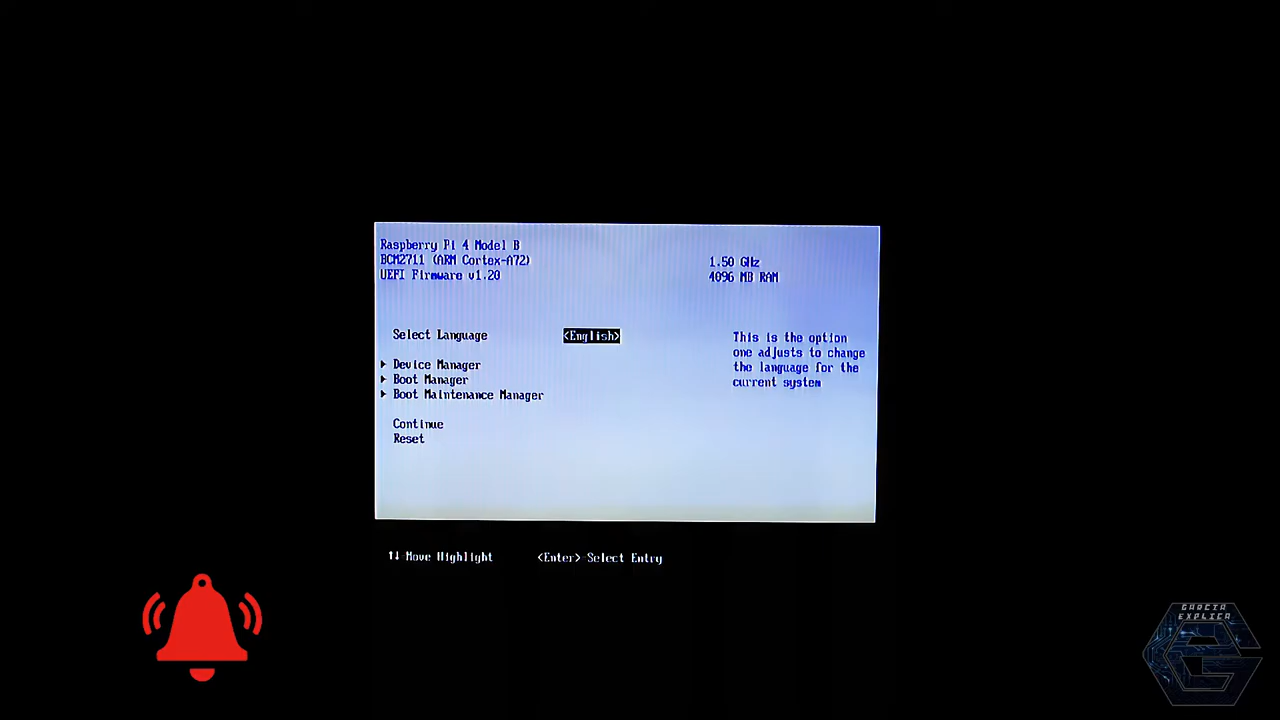 Raspberry Pi 4 Model B
BCM2711 (ARM Cortex-A72) 1.50 GHz
UEFI Firmware v1.20 4096 MB RAM
Select Language <English>
This is the option
one adjusts to change
the language for the
current system
Device Manager
Boot Manager
Boot Maintenance Manager
Continue
Reset
↑↓=Move Highlight <Enter>=Select Entry
GARCIA
EXPLICA